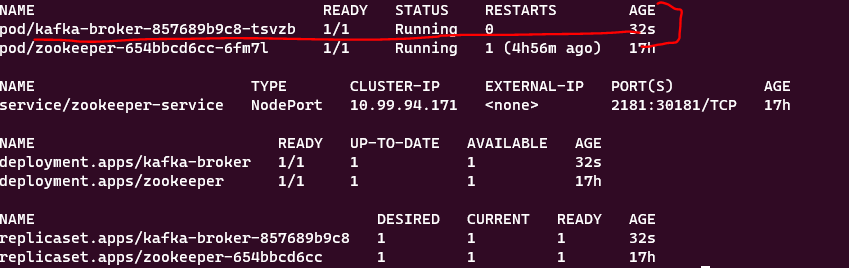 NAME READY STATUS RESTARTS AGE
pod/kafka-broker-857689b9c8-tsvzb 1/1 Running 0 32s
pod/zookeeper-654bbcd6cc-6fm7l 1/1 Running 1 (4h56m ago) 17h
NAME TYPE CLUSTER-IP EXTERNAL-IP PORT(S) AGE
service/zookeeper-service NodePort 10.99.94.171 <none> 2181:30181/TCP 17h
NAME READY UP-TO-DATE AVAILABLE AGE
deployment.apps/kafka-broker 1/1 1 1 32s
deployment.apps/zookeeper 1/1 1 1 17h
NAME DESIRED CURRENT READY AGE
replicaset.apps/kafka-broker-857689b9c8 1 1 1 32s
replicaset.apps/zookeeper-654bbcd6cc 1 1 1 17h